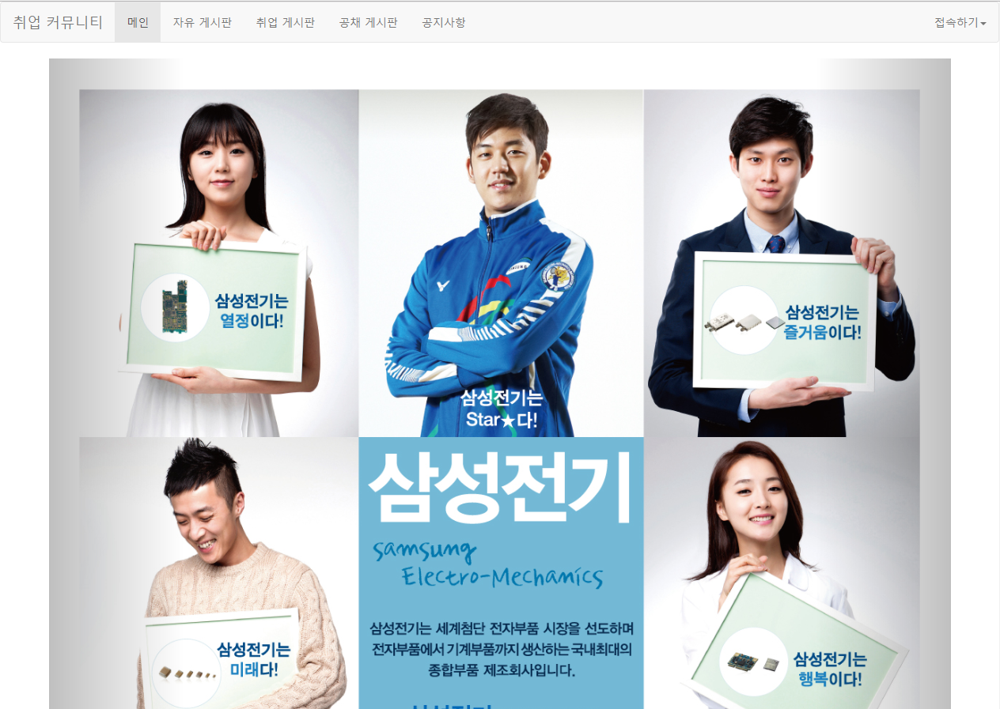 취업 커뮤니티 메인 자유 게시판 취업 게시판 공채 게시판 공지사항 접속하기
삼성전기는
열정이다!
SAMSUNG
삼성전기는
Star★다!
삼성전기는
즐거움이다!
삼성전기는
미래다!
삼성전기
samsung
Electro-Mechanics
삼성전기는 세계첨단 전자부품 시장을 선도하며
전자부품에서 기계부품까지 생산하는 국내최대의
종합부품 제조회사입니다.
삼성전기는
행복이다!